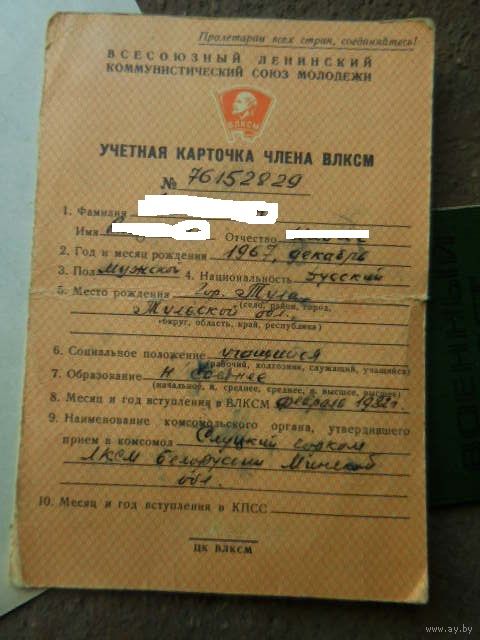 Пролетарии всех стран, соединяйтесь!
ВСЕСОЮЗНЫЙ ЛЕНИНСКИЙ
КОММУНИСТИЧЕСКИЙ СОЮЗ МОЛОДЕЖИ
ВЛКСМ
УЧЕТНАЯ КАРТОЧКА ЧЛЕНА ВЛКСМ
№ 76152829
1. Фамилия
Имя Отчество
2. Год и месяц рождения 1967, декабрь
3. Пол Мужской 4. Национальность русский
5. Место рождения Гор. Тула
(село, район, город,
Тульской обл.,
округ, область, край, республика)
6. Социальное положение учащийся
(рабочий, колхозник, служащий, учащийся)
7. Образование н. среднее
(начальное, н. среднее, среднее, н. высшее, высшее)
8. Месяц и год вступления в ВЛКСМ февраль 1982г.
9. Наименование комсомольского органа, утвердившего
прием в комсомол Слуцкий горком
ЛКСМ Белоруссии Минской
обл.
10. Месяц и год вступления в КПСС
ЦК ВЛКСМ
www.ay.by